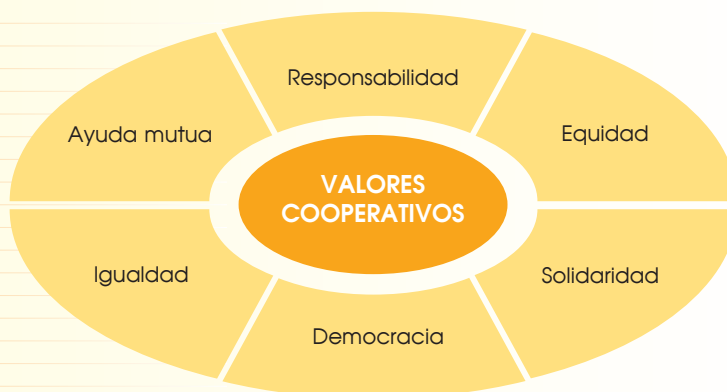 Responsabilidad
Ayuda mutua
Equidad
VALORES
COOPERATIVOS
Igualdad
Solidaridad
Democracia